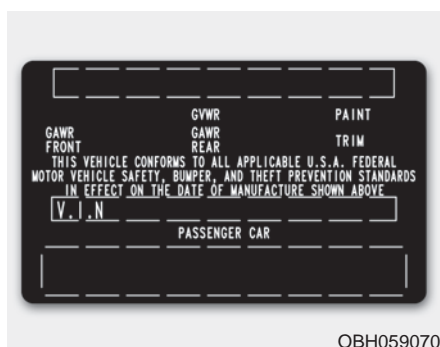 GVWR PAINT
GAWR GAWR
FRONT REAR TRIM
THIS VEHICLE CONFORMS TO ALL APPLICABLE U.S.A. FEDERAL
MOTOR VEHICLE SAFETY, BUMPER, AND THEFT PREVENTION STANDARDS
IN EFFECT ON THE DATE OF MANUFACTURE SHOWN ABOVE
V.I.N
PASSENGER CAR
OBH059070